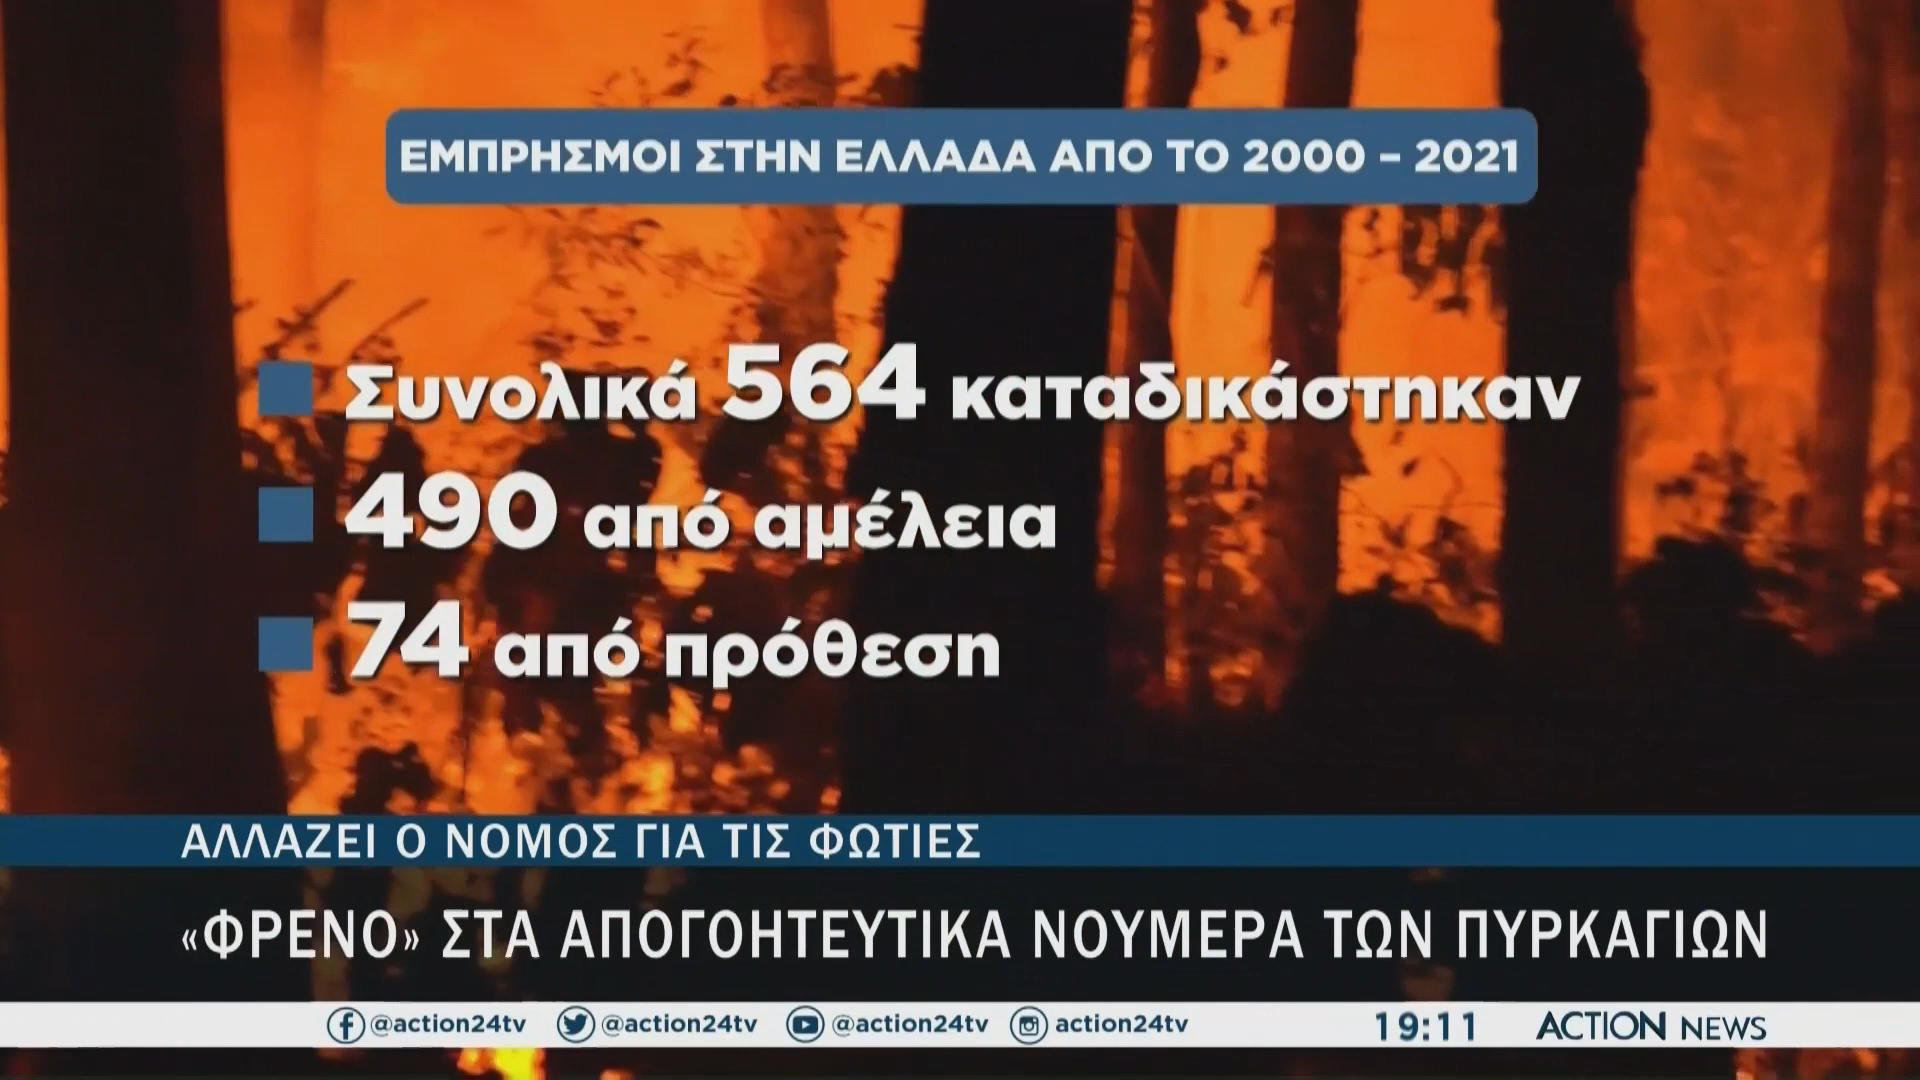 ΕΜΠΡΗΣΜΟΙ ΣΤΗΝ ΕΛΛΑΔΑ ΑΠΟ ΤΟ 2000 – 2021
Συνολικά 564 καταδικάστηκαν
490 από αμέλεια
74 από πρόθεση
ΑΛΛΑΖΕΙ Ο ΝΟΜΟΣ ΓΙΑ ΤΙΣ ΦΩΤΙΕΣ
«ΦΡΕΝΟ» ΣΤΑ ΑΠΟΓΟΗΤΕΥΤΙΚΑ ΝΟΥΜΕΡΑ ΤΩΝ ΠΥΡΚΑΓΙΩΝ
@action24tv @action24tv @action24tv action24tv 19:11 ACTION NEWS